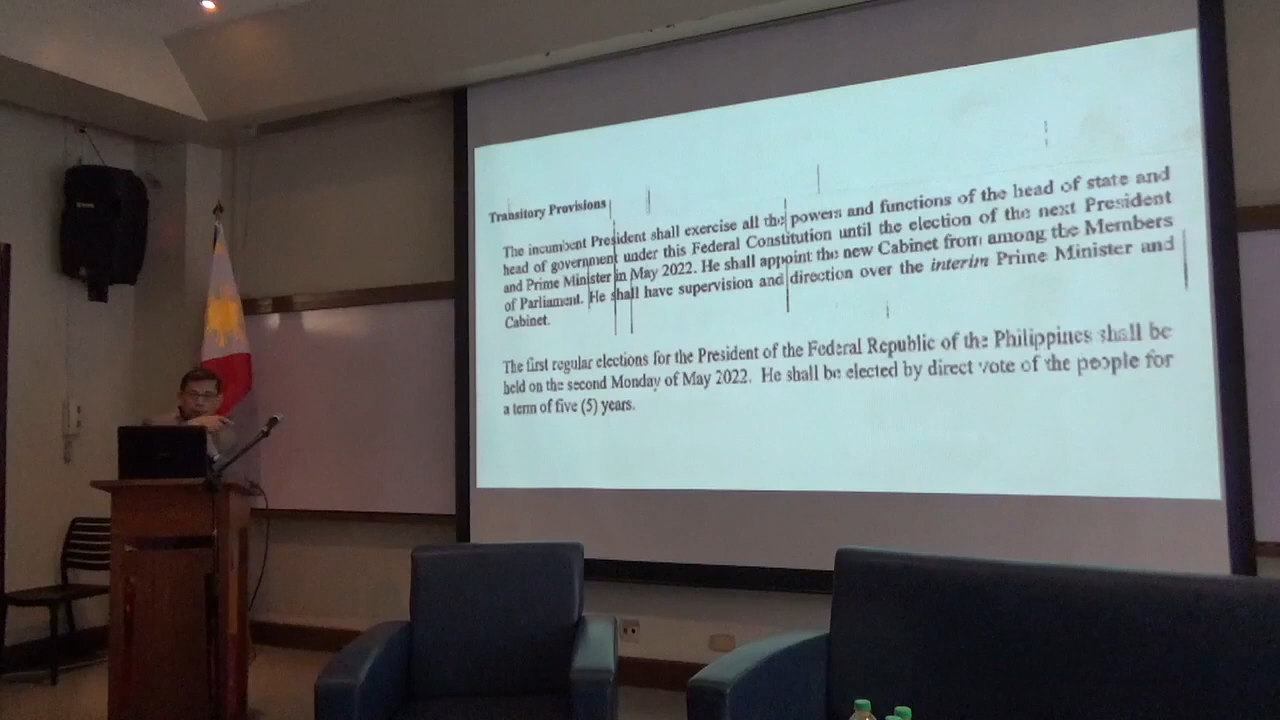 Transitory Provisions
The incumbent President shall exercise all the powers and functions of the head of state and
head of government under this Federal Constitution until the election of the next President
and Prime Minister in May 2022. He shall appoint the new Cabinet from among the Members
of Parliament. He shall have supervision and direction over the interim Prime Minister and
Cabinet.
The first regular elections for the President of the Federal Republic of the Philippines shall be
held on the second Monday of May 2022. He shall be elected by direct vote of the people for
a term of five (5) years.